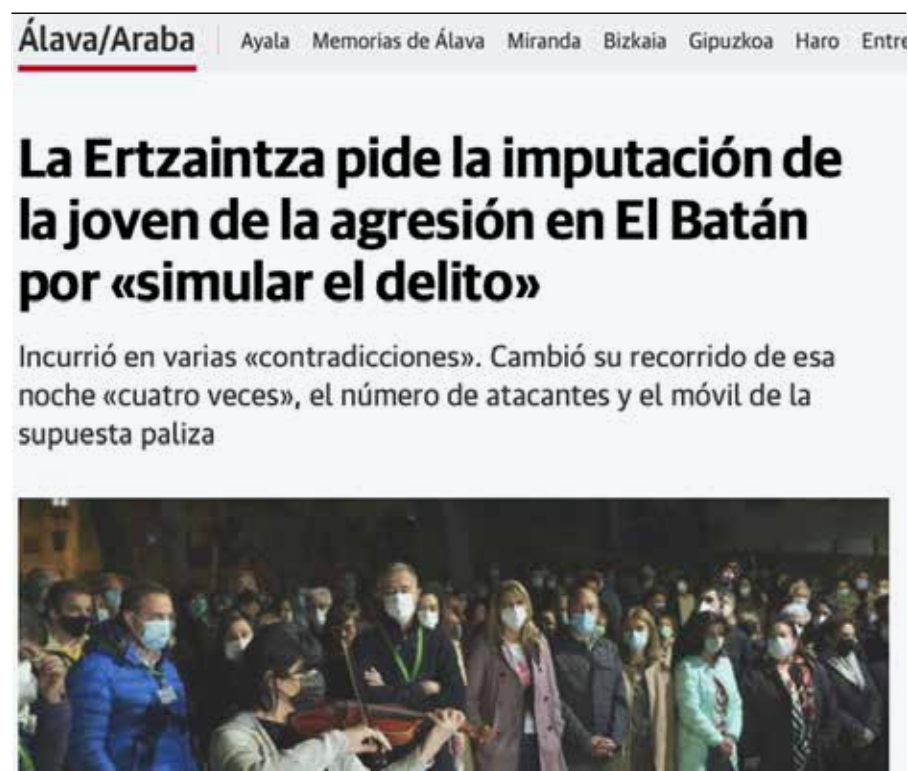 Álava/Araba Ayala Memorias de Álava Miranda Bizkaia Gipuzkoa Haro Entre
La Ertzaintza pide la imputación de
la joven de la agresión en El Batán
por «simular el delito»
Incurrió en varias «contradicciones». Cambió su recorrido de esa
noche «cuatro veces», el número de atacantes y el móvil de la
supuesta paliza